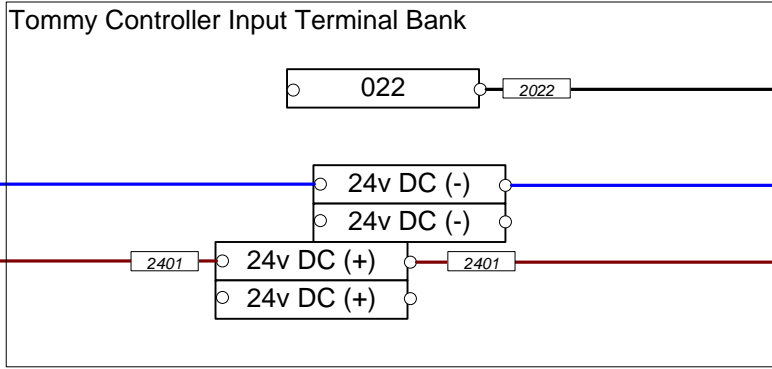 Tommy Controller Input Terminal Bank
022
2022
24v DC (-)
24v DC (-)
2401
24v DC (+)
2401
24v DC (+)